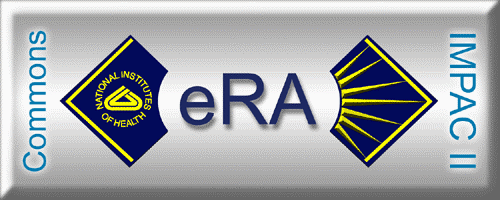 Commons
NATIONAL INSTITUTES
OF HEALTH
eRA
IMPAC II